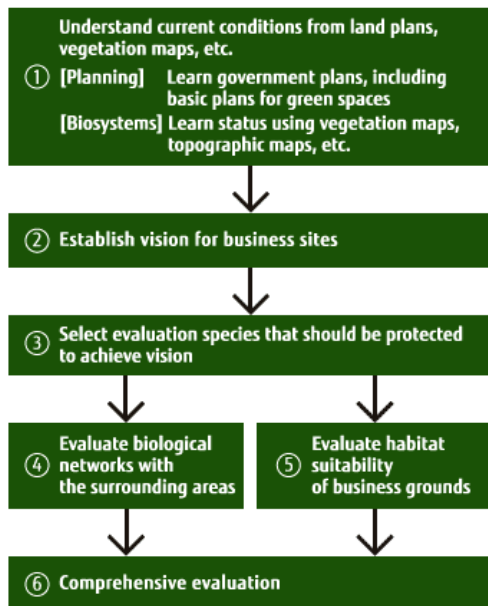 Understand current conditions from land plans,
vegetation maps, etc.
① [Planning] Learn government plans, including
basic plans for green spaces
[Biosystems] Learn status using vegetation maps,
topographic maps, etc.
② Establish vision for business sites
③ Select evaluation species that should be protected
to achieve vision
④ Evaluate biological
networks with
the surrounding areas
⑤ Evaluate habitat
suitability
of business grounds
⑥ Comprehensive evaluation